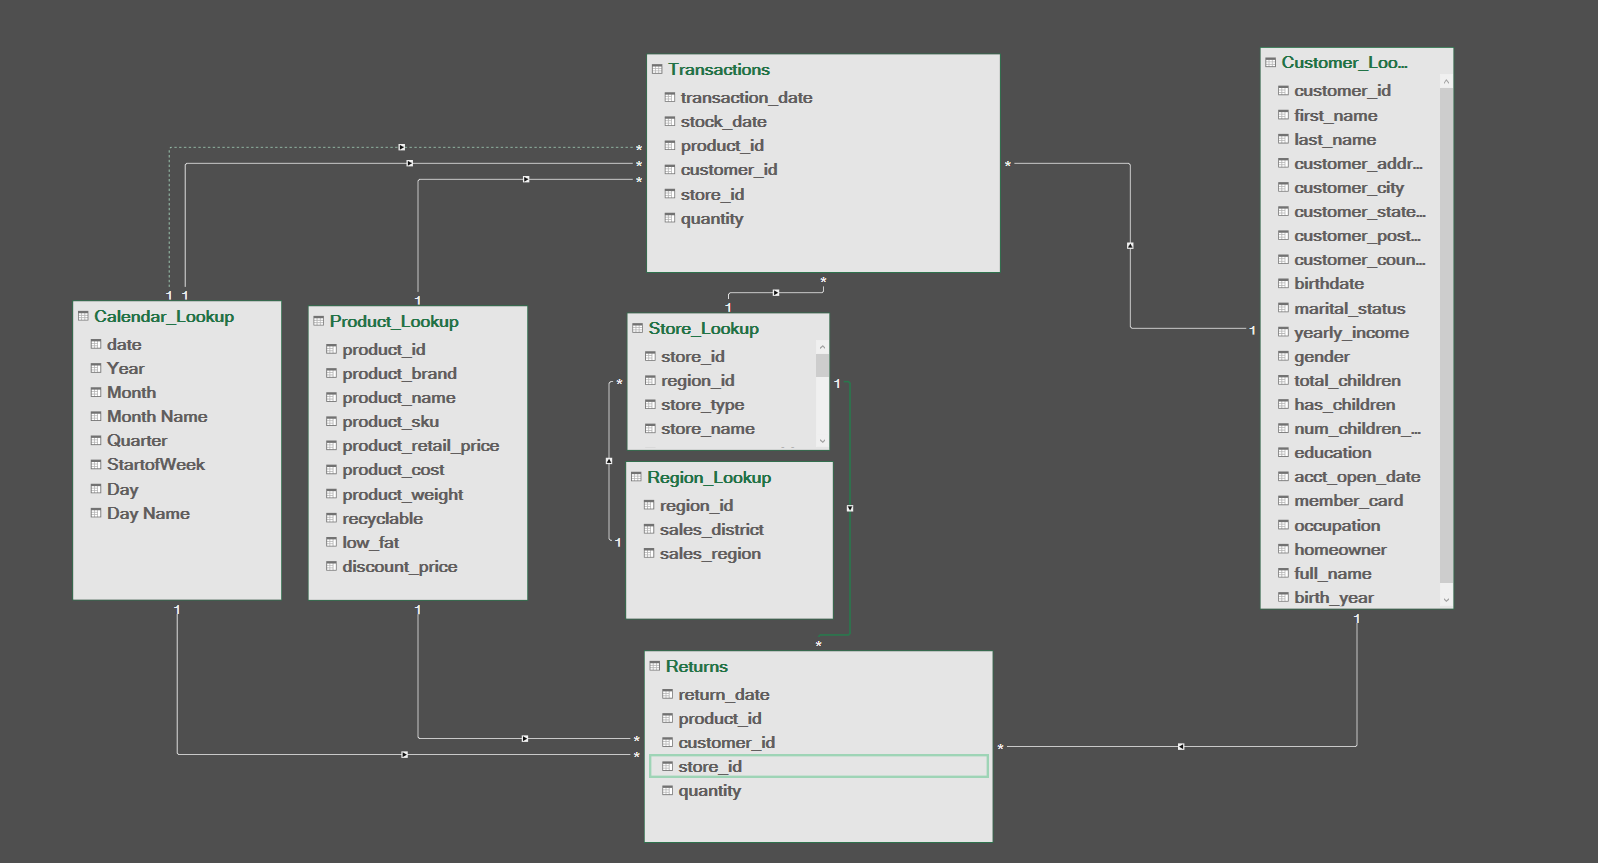 Transactions
transaction_date
stock_date
product_id
customer_id
store_id
quantity
Customer_Loo...
customer_id
first_name
last_name
customer_addr...
customer_city
customer_state...
customer_post...
customer_coun...
birthdate
marital_status
yearly_income
gender
total_children
has_children
num_children_...
education
acct_open_date
member_card
occupation
homeowner
full_name
birth_year
Calendar_Lookup
date
Year
Month
Month Name
Quarter
StartofWeek
Day
Day Name
Product_Lookup
product_id
product_brand
product_name
product_sku
product_retail_price
product_cost
product_weight
recyclable
low_fat
discount_price
Store_Lookup
store_id
region_id
store_type
store_name
Region_Lookup
region_id
sales_district
sales_region
Returns
return_date
product_id
customer_id
store_id
quantity
*
*
*
*
*
1
1
1
1
1
*
1
1
1
1
1
*
*
*
*